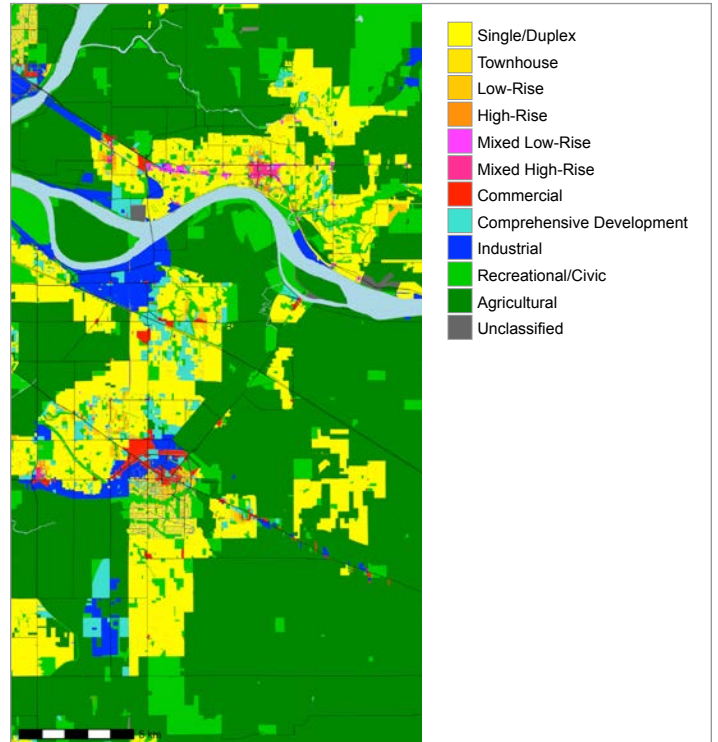 Single/Duplex
Townhouse
Low-Rise
High-Rise
Mixed Low-Rise
Mixed High-Rise
Commercial
Comprehensive Development
Industrial
Recreational/Civic
Agricultural
Unclassified